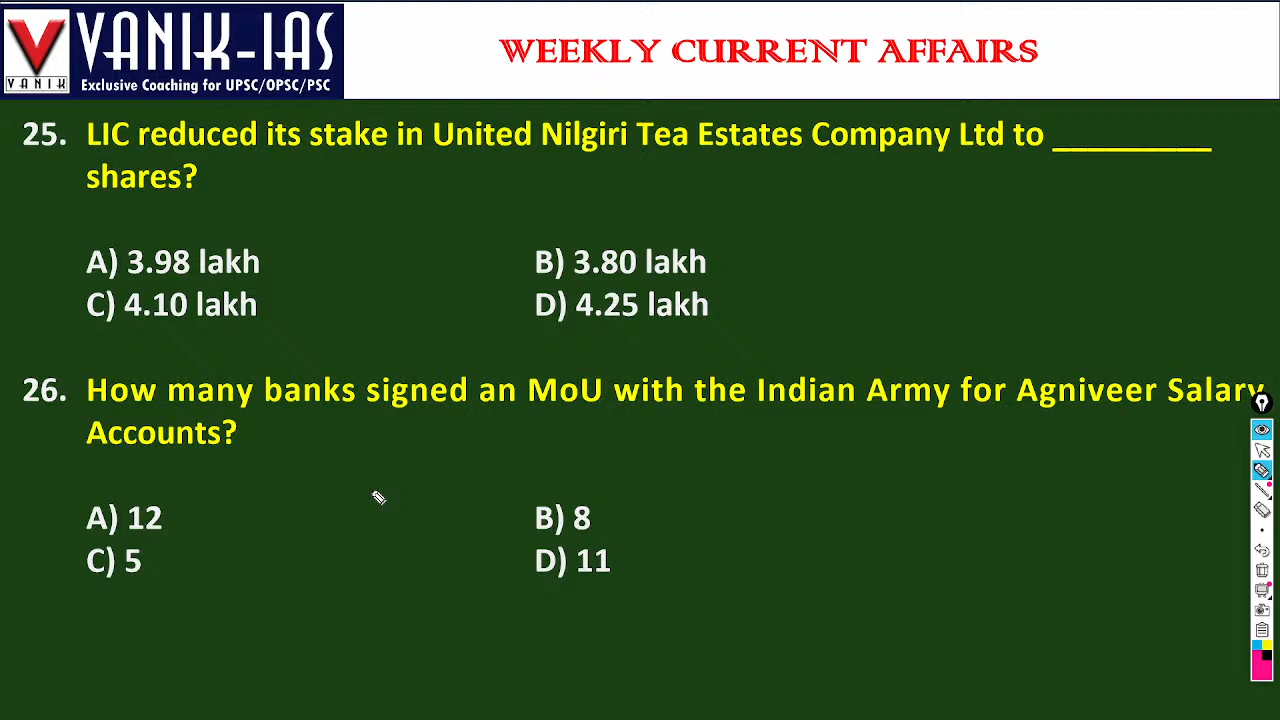 VANIK-IAS
VANIK
Exclusive Coaching for UPSC/OPSC/PSC
WEEKLY CURRENT AFFAIRS
25. LIC reduced its stake in United Nilgiri Tea Estates Company Ltd to _________
shares?
A) 3.98 lakh B) 3.80 lakh
C) 4.10 lakh D) 4.25 lakh
26. How many banks signed an MoU with the Indian Army for Agniveer Salary
Accounts?
A) 12 B) 8
C) 5 D) 11